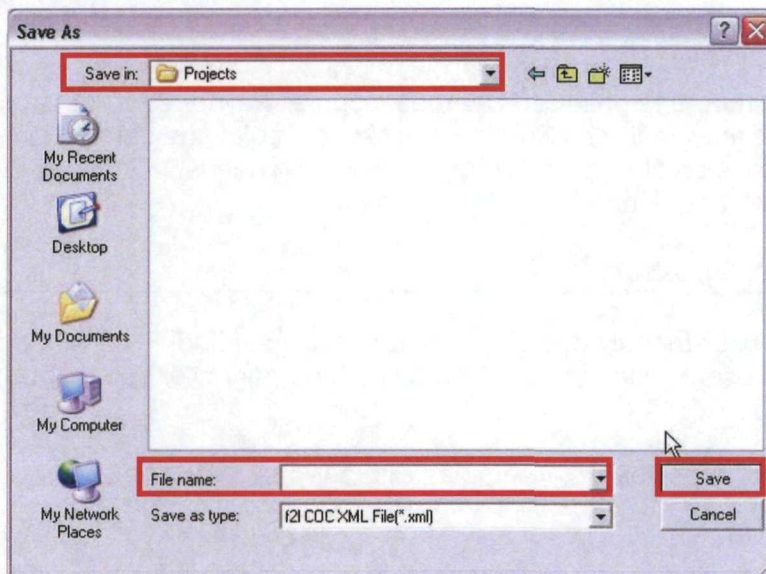 Save As
Save in: Projects
My Recent
Documents
Desktop
My Documents
My Computer
My Network
Places
File name:
Save
Save as type: f2I COC XML File(*.xml)
Cancel